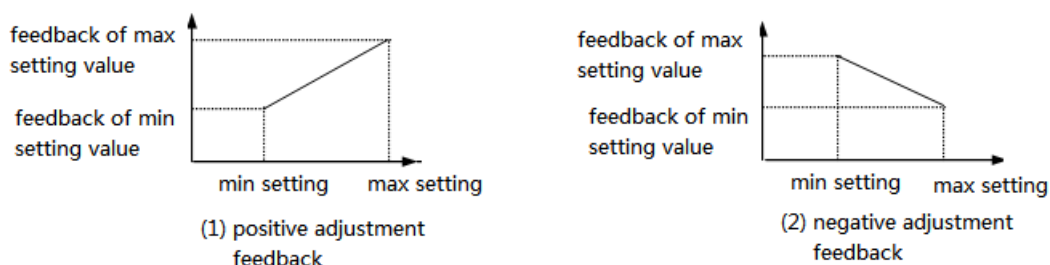 feedback of max
setting value
feedback of min
setting value
min setting
max setting
(1) positive adjustment
feedback
feedback of max
setting value
feedback of min
setting value
min setting
max setting
(2) negative adjustment
feedback